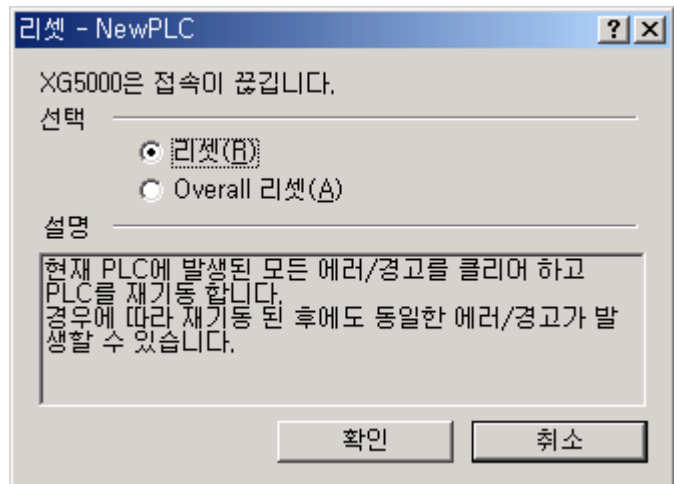 리셋 - NewPLC
XG5000은 접속이 끊깁니다.
선택
리셋(R)
Overall 리셋(A)
설명
현재 PLC에 발생된 모든 에러/경고를 클리어 하고
PLC를 재기동 합니다.
경우에 따라 재기동 된 후에도 동일한 에러/경고가 발
생할 수 있습니다.
확인
취소